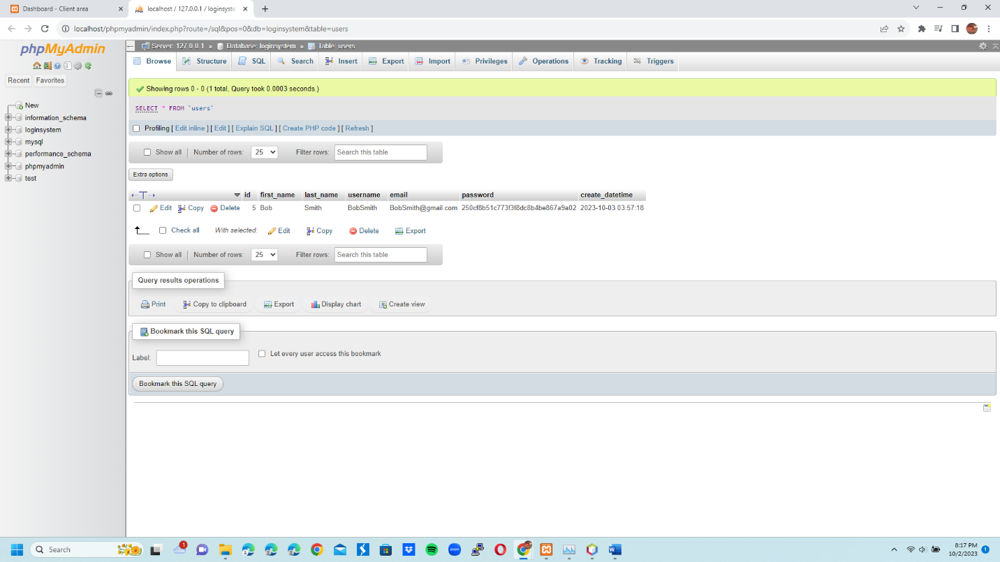 Dashboard - Client area
localhost / 127.0.0.1 / loginsyste
localhost/phpmyadmin/index.php?route=/sql&pos=0&db=loginsystem&table=users
phpMyAdmin
Recent Favorites
New
information_schema
loginsystem
mysql
performance_schema
phpmyadmin
test
Server: 127.0.0.1 » Database: loginsystem » Table: users
Browse Structure SQL Search Insert Export Import Privileges Operations Tracking Triggers
Showing rows 0 - 0 (1 total, Query took 0.0003 seconds.)
SELECT * FROM `users`
Profiling [ Edit inline ] [ Edit ] [ Explain SQL ] [ Create PHP code ] [ Refresh ]
Show all Number of rows: 25 Filter rows: Search this table
Extra options
id first_name last_name username email password create_datetime
Edit Copy Delete 5 Bob Smith BobSmith BobSmith@gmail.com 250cf8b51c773f3f8dc8b4be867a9a02 2023-10-03 03:57:18
Check all With selected: Edit Copy Delete Export
Show all Number of rows: 25 Filter rows: Search this table
Query results operations
Print Copy to clipboard Export Display chart Create view
Bookmark this SQL query
Label: Let every user access this bookmark
Bookmark this SQL query
Search 1 zoom W 8:17 PM
10/2/2023 1